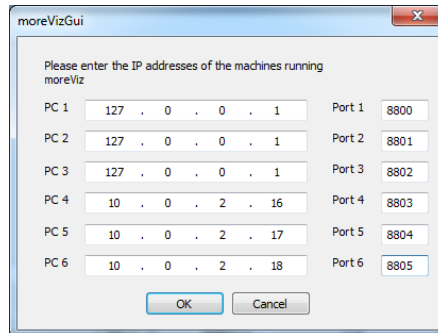 moreVizGui
Please enter the IP addresses of the machines running
moreViz
PC 1 127 . 0 . 0 . 1 Port 1 8800
PC 2 127 . 0 . 0 . 1 Port 2 8801
PC 3 127 . 0 . 0 . 1 Port 3 8802
PC 4 10 . 0 . 2 . 16 Port 4 8803
PC 5 10 . 0 . 2 . 17 Port 5 8804
PC 6 10 . 0 . 2 . 18 Port 6 8805
OK Cancel